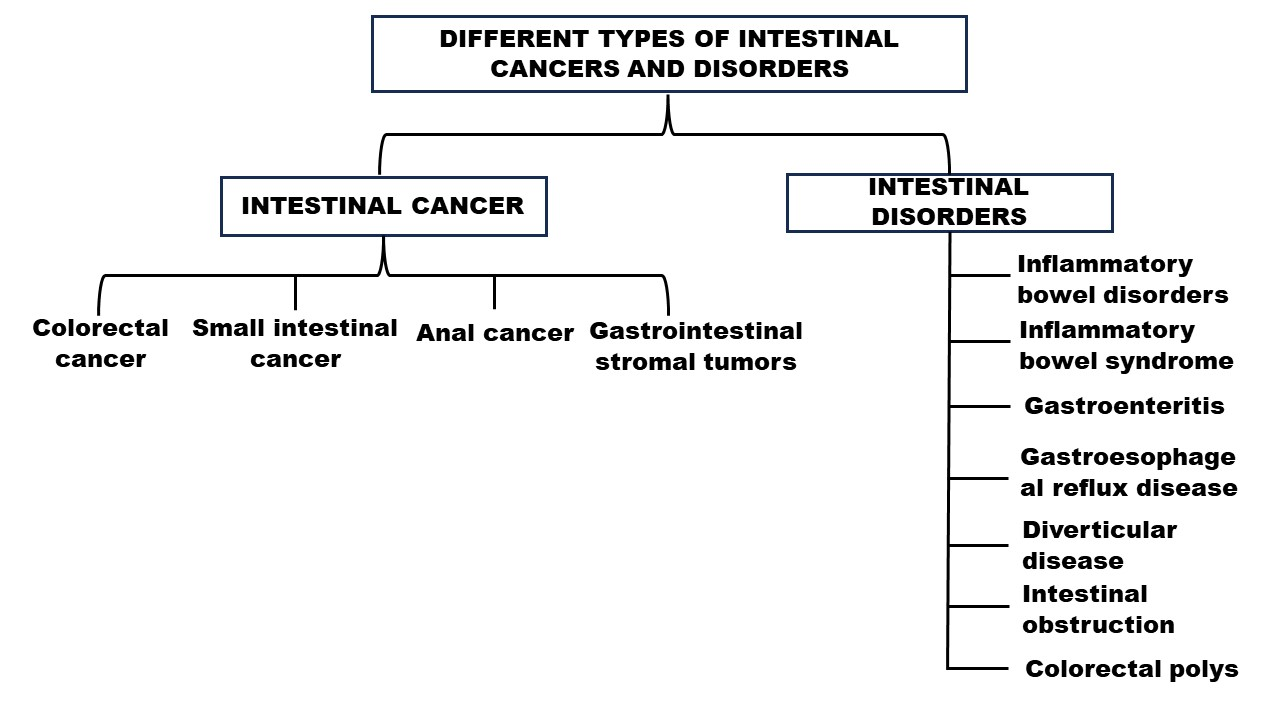 DIFFERENT TYPES OF INTESTINAL
CANCERS AND DISORDERS
INTESTINAL CANCER
INTESTINAL
DISORDERS
Colorectal
cancer
Small intestinal
cancer
Anal cancer
Gastrointestinal
stromal tumors
Inflammatory
bowel disorders
Inflammatory
bowel syndrome
Gastroenteritis
Gastroesophage
al reflux disease
Diverticular
disease
Intestinal
obstruction
Colorectal polys